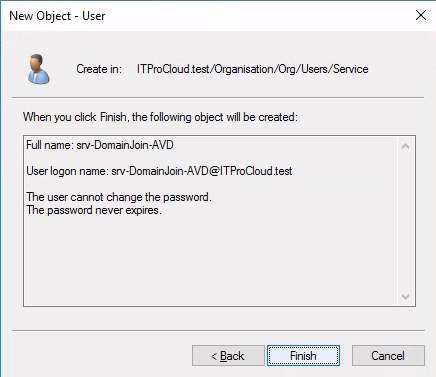 New Object - User
Create in: ITProCloud.test/Organisation/Org/Users/Service
When you click Finish, the following object will be created:
Full name: srv-DomainJoin-AVD
User logon name: srv-DomainJoin-AVD@ITProCloud.test
The user cannot change the password.
The password never expires.
< Back Finish Cancel